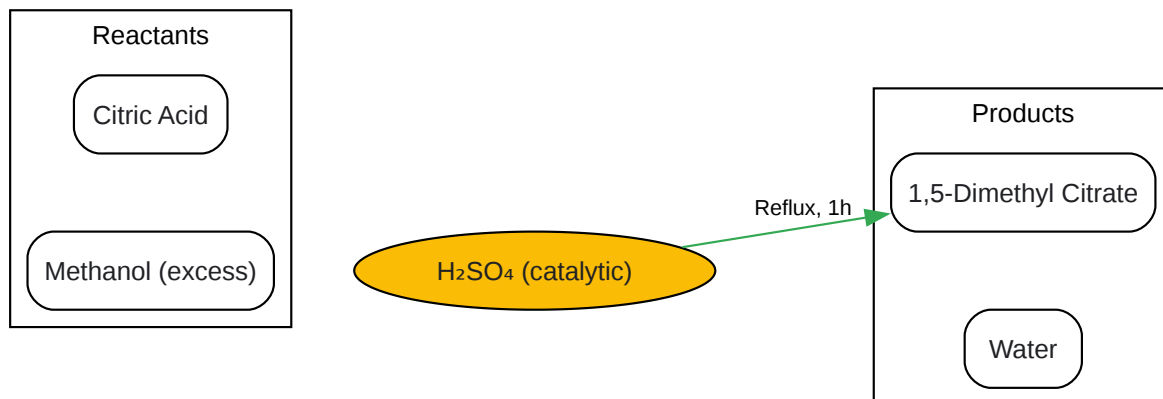 Reactants
Citric Acid
Methanol (excess)
H₂SO₄ (catalytic)
Reflux, 1h
Products
1,5-Dimethyl Citrate
Water